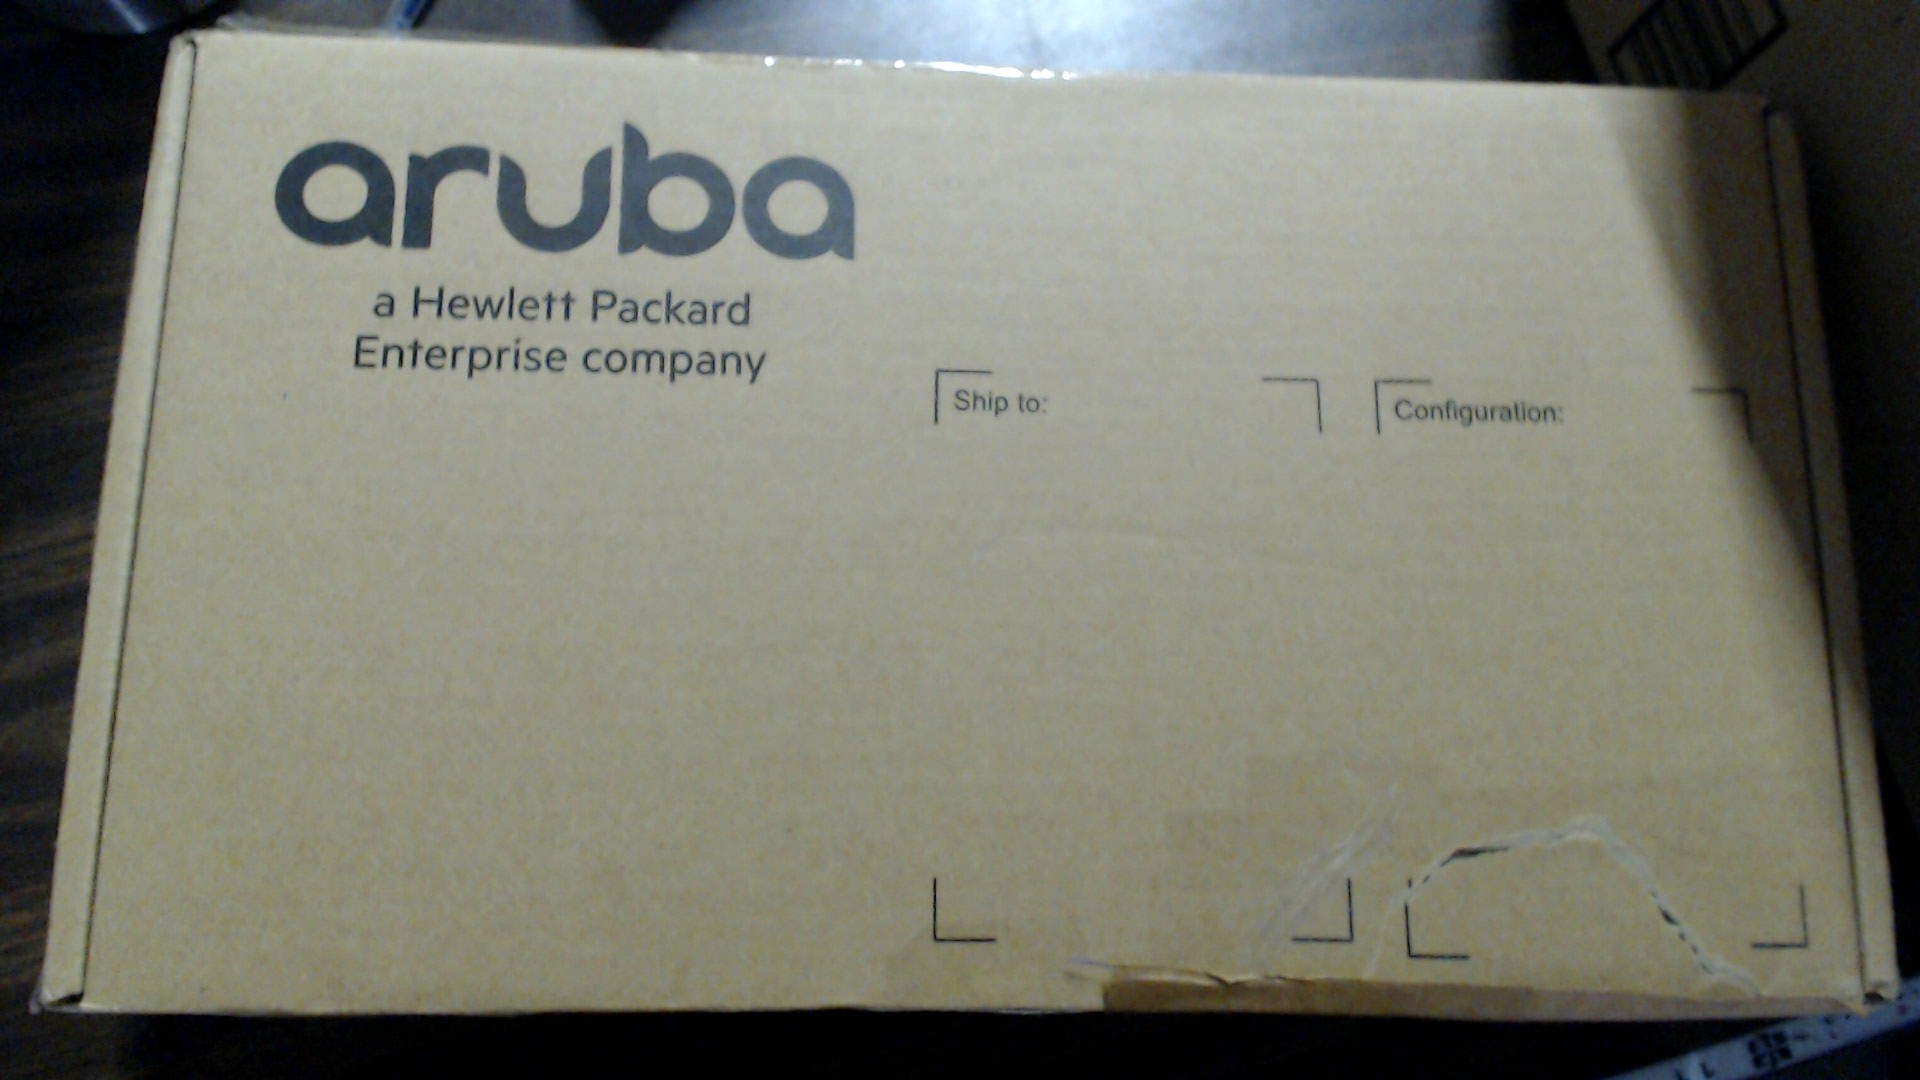 aruba
a Hewlett Packard
Enterprise company
Ship to:
Configuration: